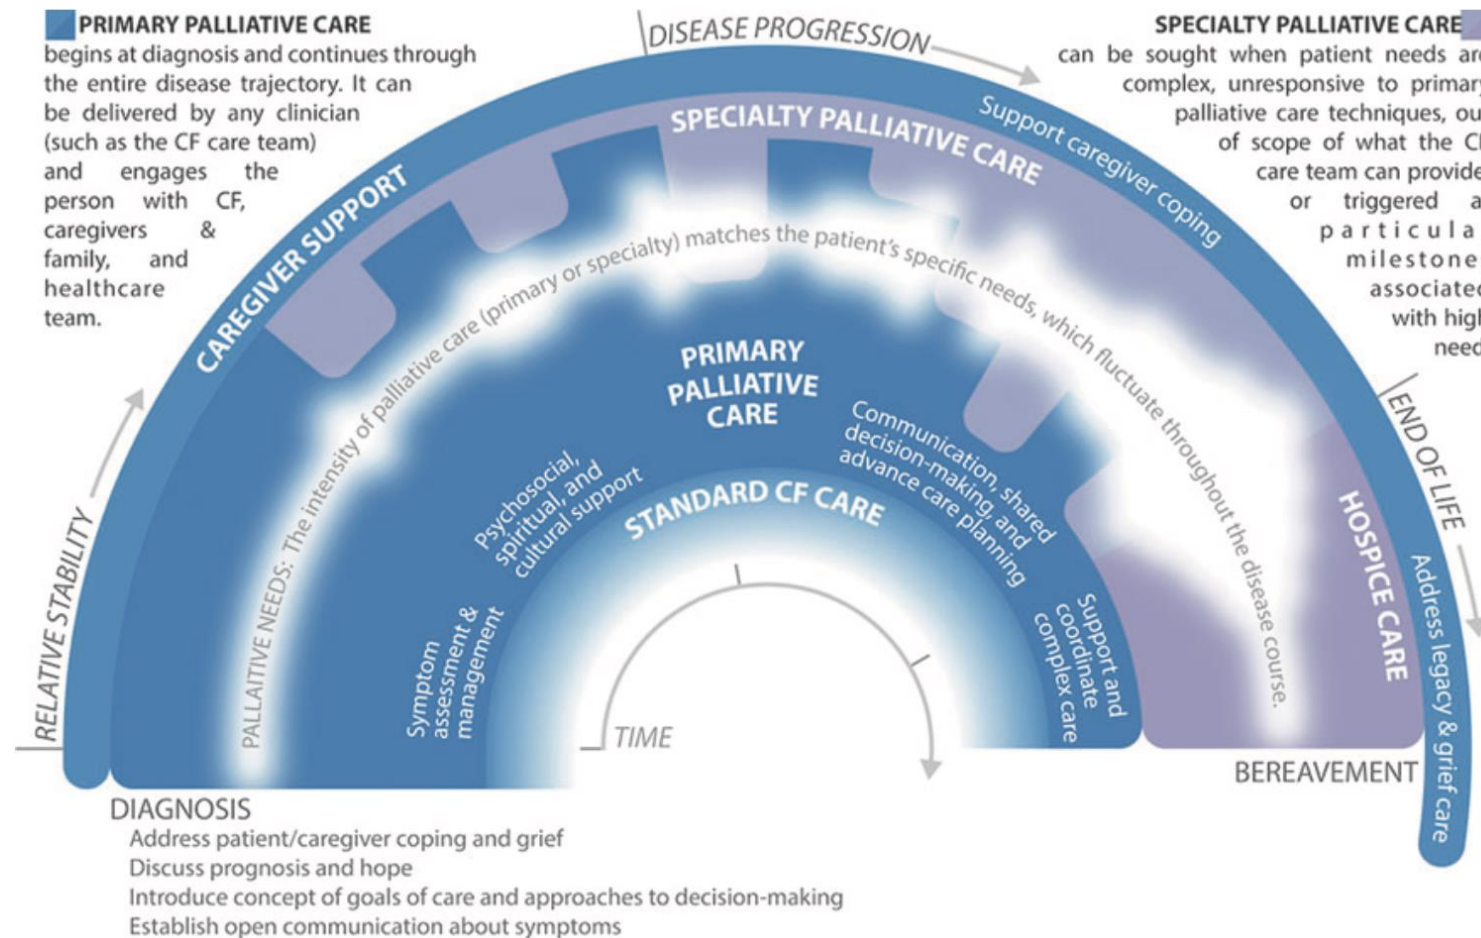 PRIMARY PALLIATIVE CARE
begins at diagnosis and continues through
the entire disease trajectory. It can
be delivered by any clinician
(such as the CF care team)
and engages the
person with CF,
caregivers &
family, and
healthcare
team.
DISEASE PROGRESSION
SPECIALTY PALLIATIVE CARE
can be sought when patient needs are
complex, unresponsive to primary
palliative care techniques, ou
of scope of what the C
care team can provide
or triggered a
particula
milestone
associated
with high
need
CAREGIVER SUPPORT
SPECIALTY PALLIATIVE CARE
Support caregiver coping
PALLAITIVE NEEDS: The intensity of palliative care (primary or specialty) matches the patient's specific needs, which fluctuate throughout the disease course.
PRIMARY
PALLIATIVE
CARE
Psychosocial,
spiritual, and
cultural support
Communication, shared
decision-making, and
advance care planning
STANDARD CF CARE
RELATIVE STABILITY
END OF LIFE
HOSPICE CARE
Symptom
assessment &
management
Support and
coordinate
complex care
Address legacy & grief care
TIME
BEREAVEMENT
DIAGNOSIS
Address patient/caregiver coping and grief
Discuss prognosis and hope
Introduce concept of goals of care and approaches to decision-making
Establish open communication about symptoms